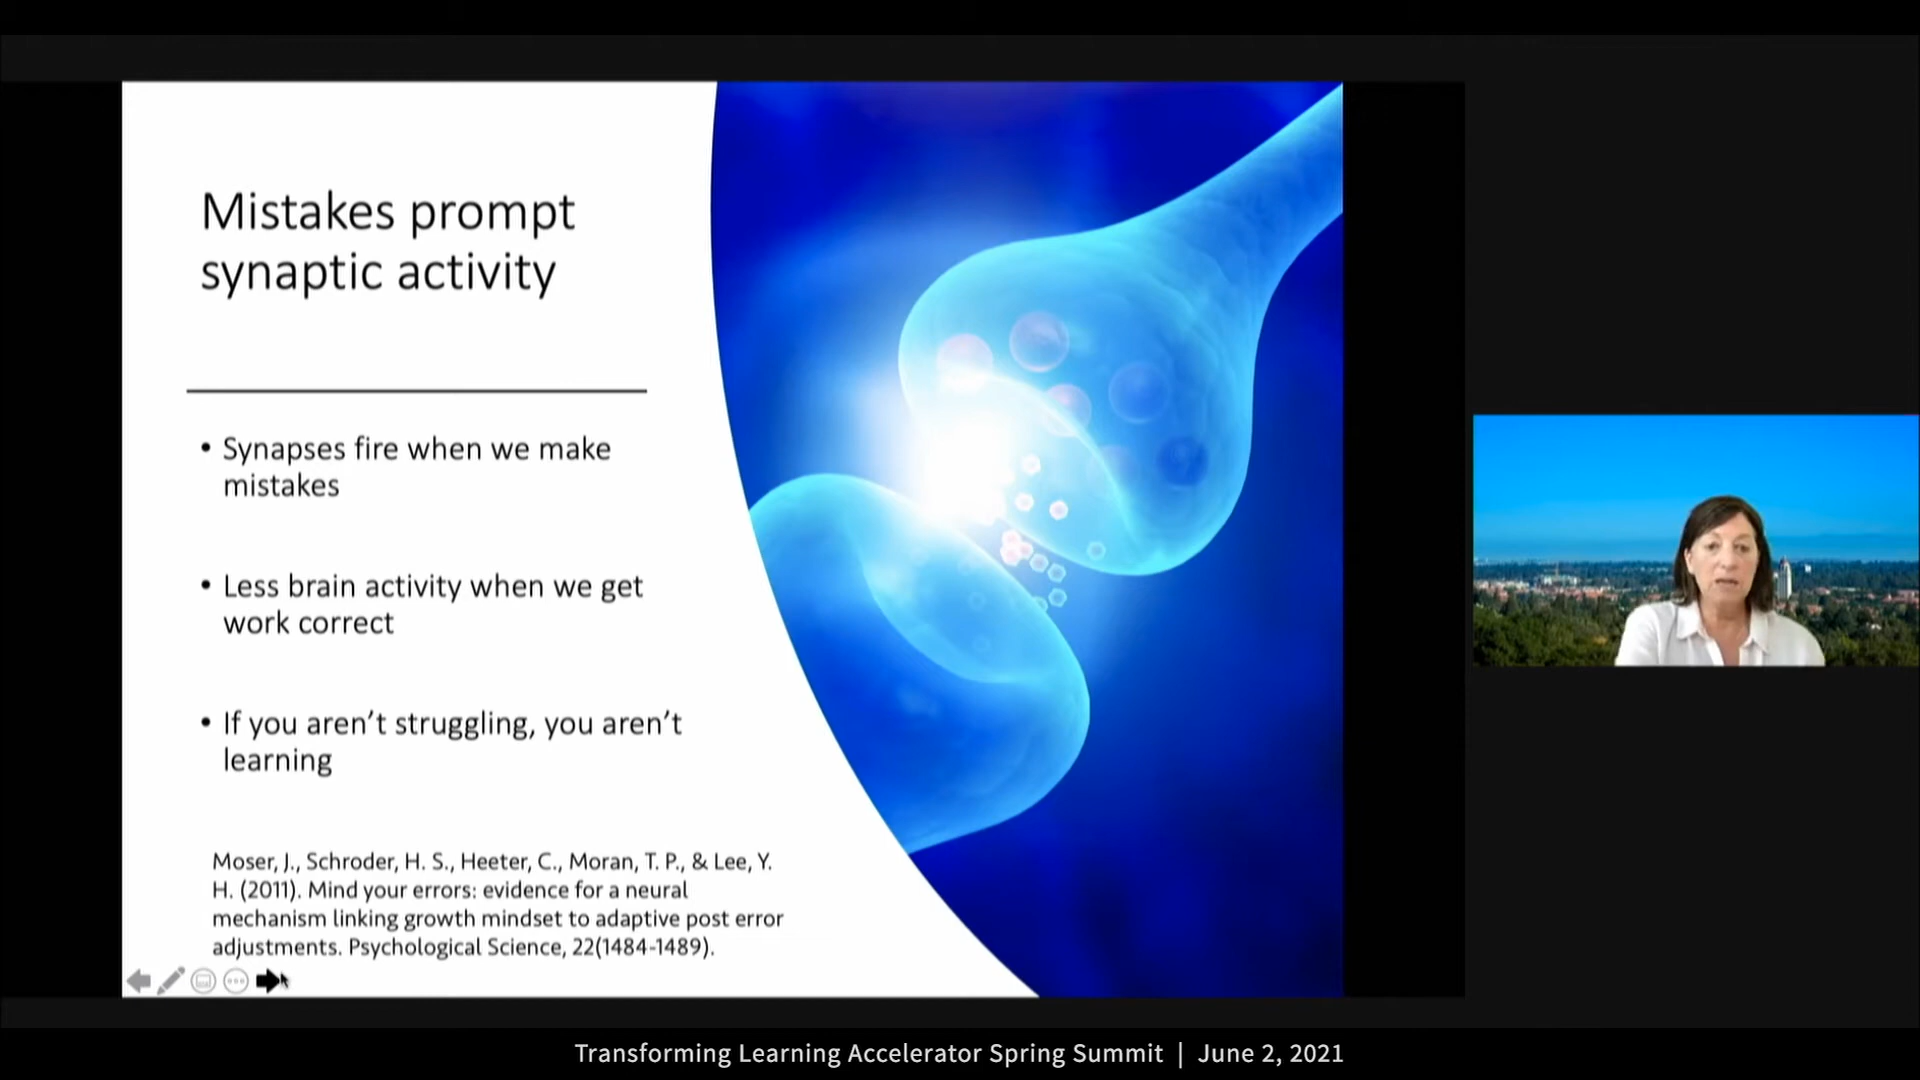 Mistakes prompt
synaptic activity
• Synapses fire when we make
mistakes
• Less brain activity when we get
work correct
• If you aren’t struggling, you aren’t
learning
Moser, J., Schroder, H. S., Heeter, C., Moran, T. P., & Lee, Y.
H. (2011). Mind your errors: evidence for a neural
mechanism linking growth mindset to adaptive post error
adjustments. Psychological Science, 22(1484-1489).
Transforming Learning Accelerator Spring Summit | June 2, 2021